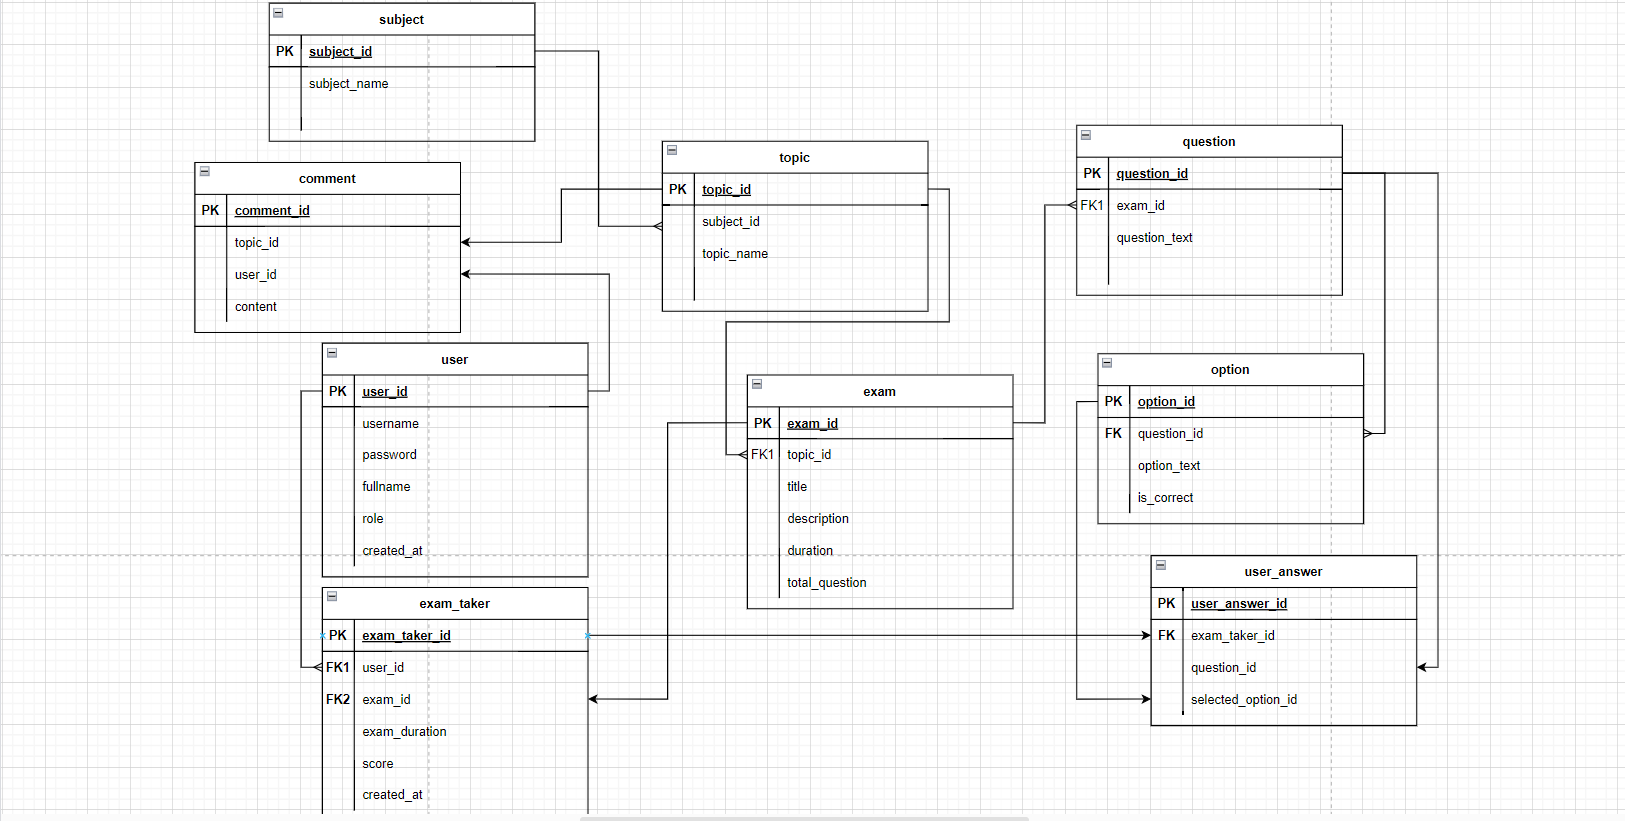 subject
PK subject_id
subject_name
comment
PK comment_id
topic_id
user_id
content
topic
PK topic_id
subject_id
topic_name
question
PK question_id
FK1 exam_id
question_text
user
PK user_id
username
password
fullname
role
created_at
exam
PK exam_id
FK1 topic_id
title
description
duration
total_question
option
PK option_id
FK question_id
option_text
is_correct
exam_taker
PK exam_taker_id
FK1 user_id
FK2 exam_id
exam_duration
score
created_at
user_answer
PK user_answer_id
FK exam_taker_id
question_id
selected_option_id